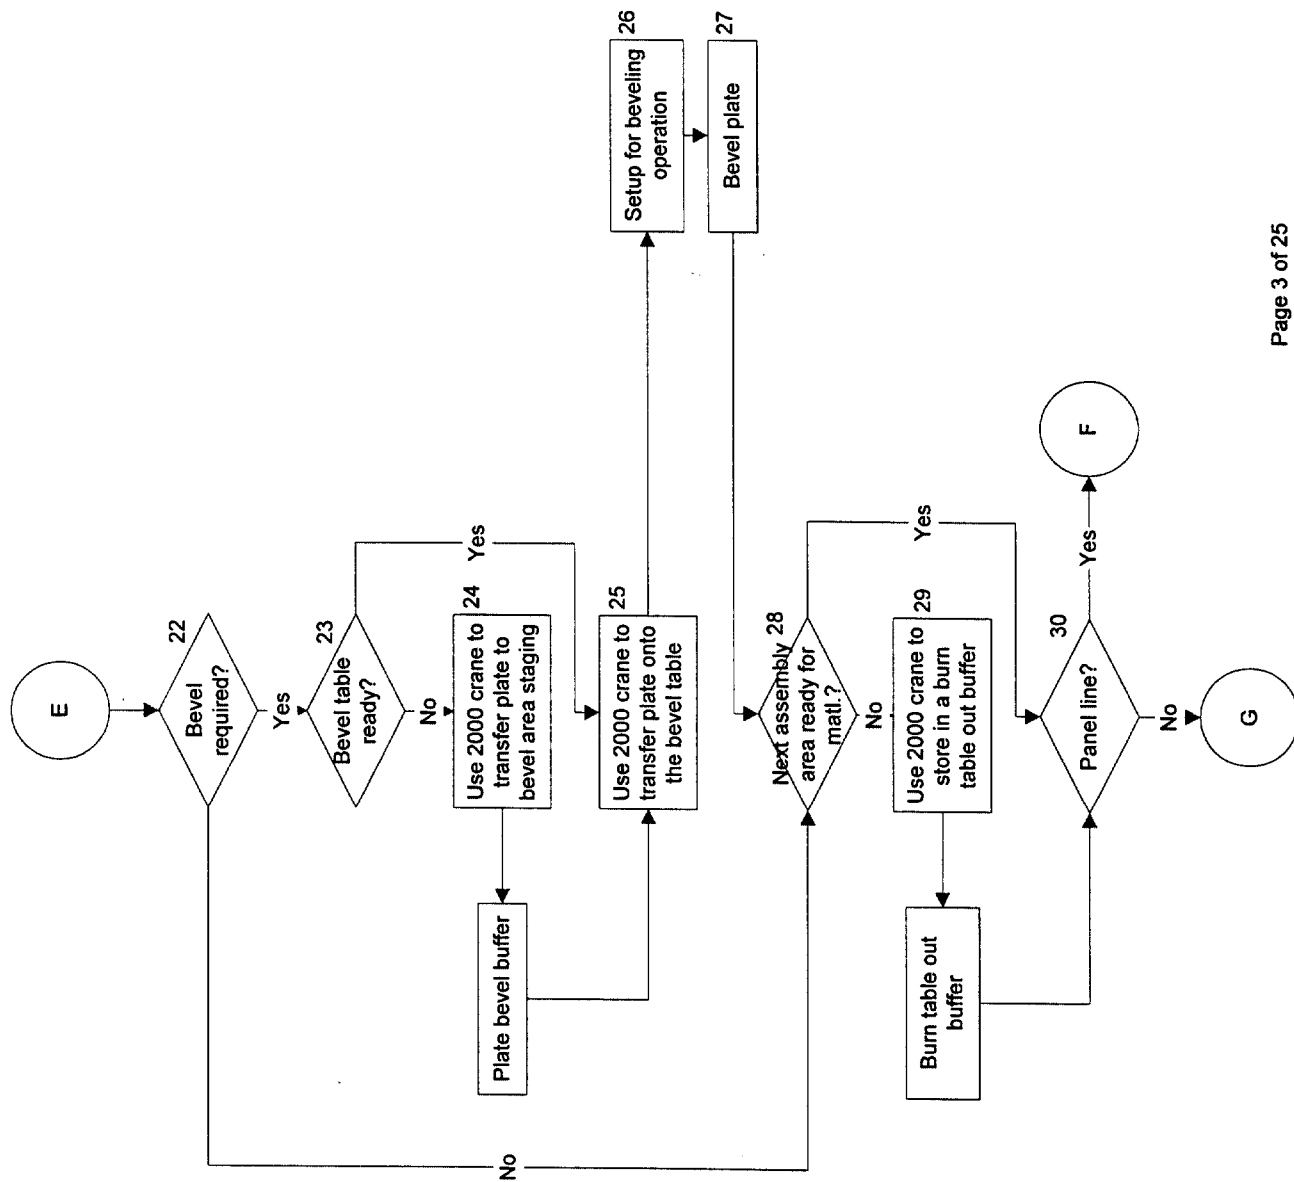 E
22
Bevel
required?
Yes
No
23
Bevel table
ready?
Yes
No
24
Use 2000 crane to
transfer plate to
bevel area staging
Plate bevel buffer
25
Use 2000 crane to
transfer plate onto
the bevel table
26
Setup for beveling
operation
27
Bevel plate
28
Next assembly
area ready for
matl.?
Yes
No
29
Use 2000 crane to
store in a burn
table out buffer
Burn table out
buffer
30
Panel line?
Yes
F
No
G
Page 3 of 25